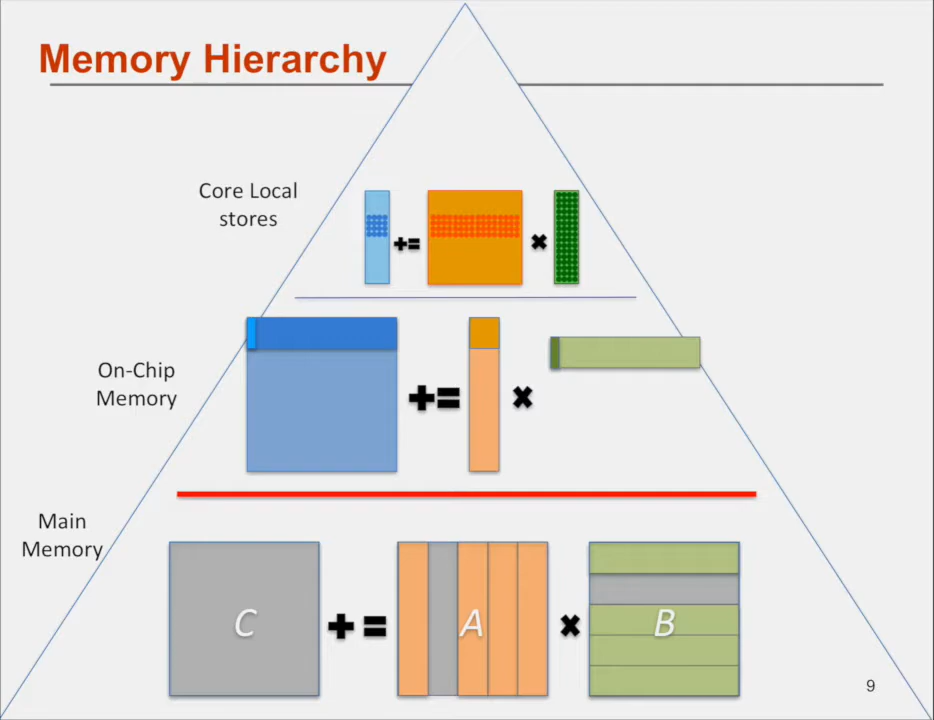 Memory Hierarchy
Core Local
stores
+= ×
On-Chip
Memory
+= ×
Main
Memory
C += A × B
9